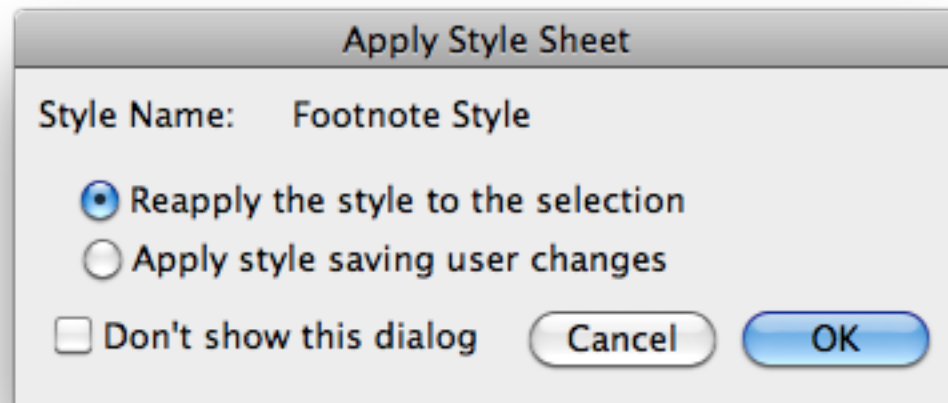 Apply Style Sheet
Style Name: Footnote Style
Reapply the style to the selection
Apply style saving user changes
Don't show this dialog Cancel OK